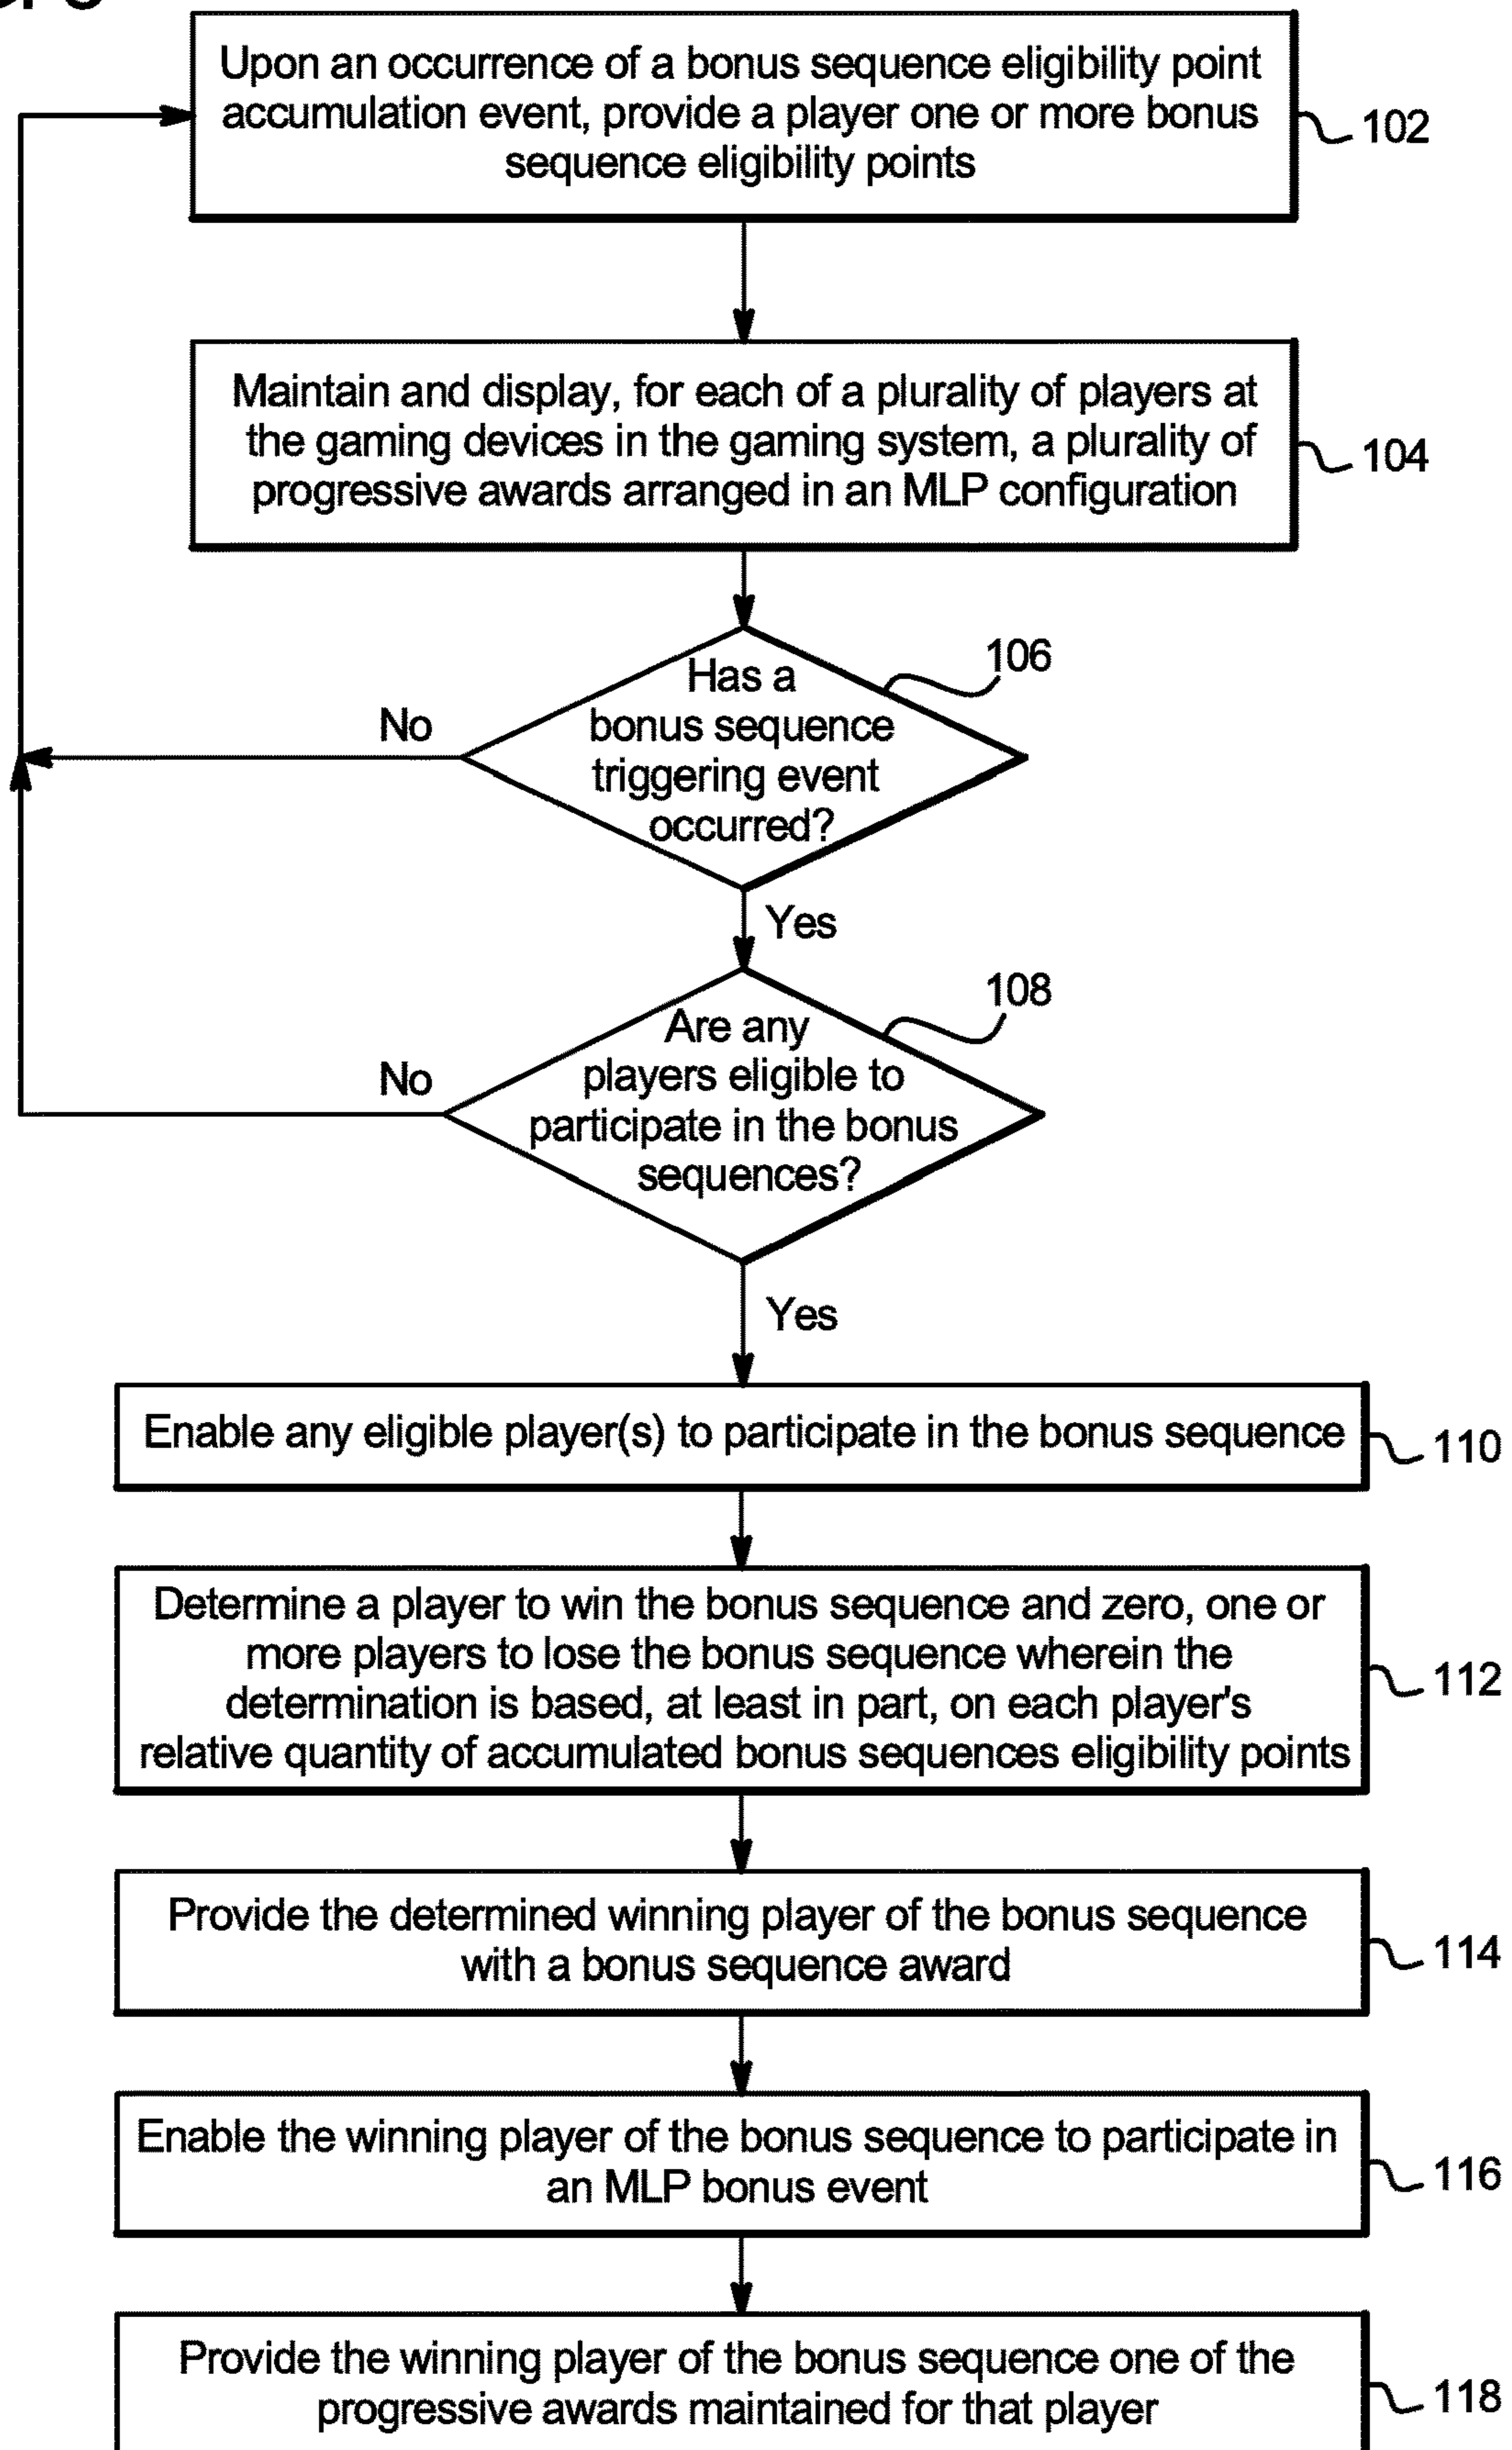 Upon an occurrence of a bonus sequence eligibility point
accumulation event, provide a player one or more bonus
sequence eligibility points
102
Maintain and display, for each of a plurality of players at
the gaming devices in the gaming system, a plurality of
progressive awards arranged in an MLP configuration
104
Has a
bonus sequence
triggering event
occurred?
106
No
Yes
Are any
players eligible to
participate in the bonus
sequences?
108
No
Yes
Enable any eligible player(s) to participate in the bonus sequence
110
Determine a player to win the bonus sequence and zero, one or
more players to lose the bonus sequence wherein the
determination is based, at least in part, on each player's
relative quantity of accumulated bonus sequences eligibility points
112
Provide the determined winning player of the bonus sequence
with a bonus sequence award
114
Enable the winning player of the bonus sequence to participate in
an MLP bonus event
116
Provide the winning player of the bonus sequence one of the
progressive awards maintained for that player
118